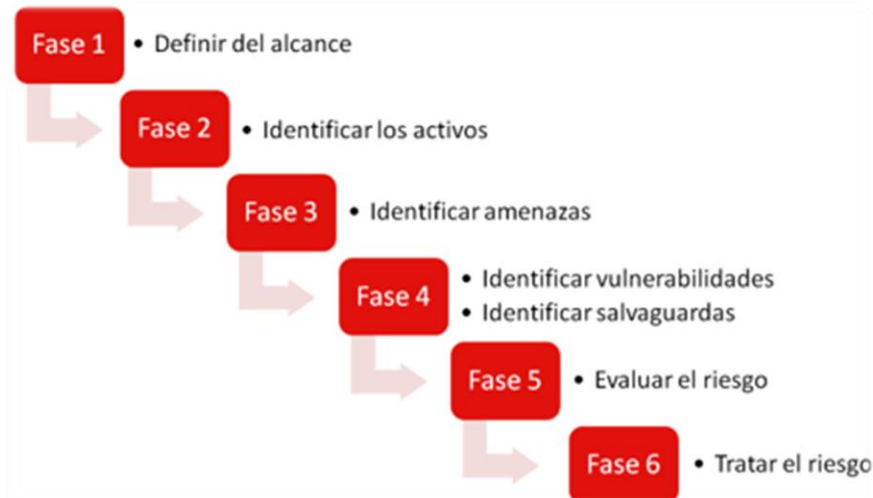 Fase 1
• Definir del alcance
Fase 2
• Identificar los activos
Fase 3
• Identificar amenazas
Fase 4
• Identificar vulnerabilidades
• Identificar salvaguardas
Fase 5
• Evaluar el riesgo
Fase 6
• Tratar el riesgo